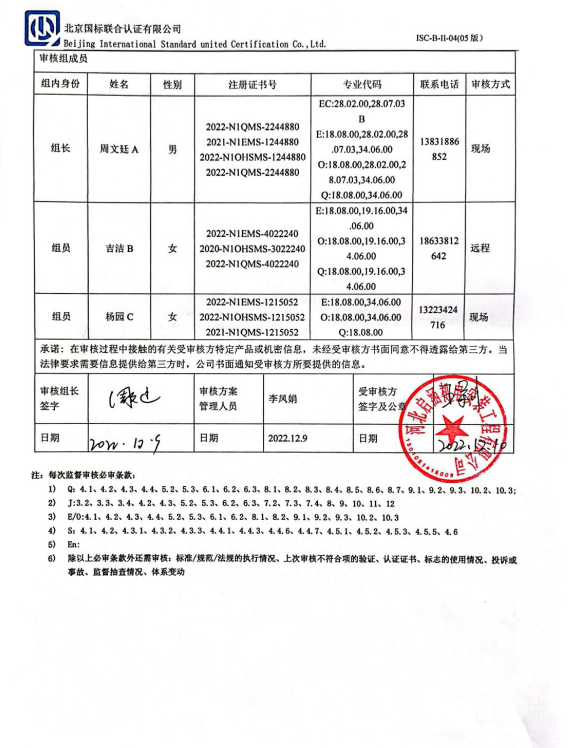 北京国标联合认证有限公司
Beijing International Standard united Certification Co., Ltd.
ISC-B-II-04(05 版)
审核组成员
组内身份 姓名 性别 注册证书号 专业代码 联系电话 审核方式
组长 周文廷 A 男 现场
2022-N1QMS-2244880
2021-N1EMS-1244880
2022-N1OHSMS-1244880
2022-N1QMS-2244880
EC:28.02.00,28.07.03
B
E:18.08.00,28.02.00,28
.07.03,34.06.00
O:18.08.00,28.02.00,2
8.07.03,34.06.00
Q:18.08.00,34.06.00
13831886
852
组员 吉洁 B 女 远程
2022-N1EMS-4022240
2020-N1OHSMS-3022240
2022-N1QMS-4022240
E:18.08.00,19.16.00,34
.06.00
O:18.08.00,19.16.00,3
4.06.00
Q:18.08.00,19.16.00,3
4.06.00
18633812
642
组员 杨园 C 女 现场
2022-N1EMS-1215052
2022-N1OHSMS-1215052
2021-N1QMS-1215052
E:18.08.00,34.06.00
O:18.08.00,34.06.00
Q:18.08.00
13223424
716
承诺: 在审核过程中接触的有关受审核方特定产品或机密信息，未经受审核方书面同意不得透露给第三方。当
法律要求需要信息提供给第三方时，公司书面通知受审核方所要提供的信息。
审核组长
签字
审核方案
管理人员
李凤娟
受审核方
签字及公章
日期 2022.12.9 日期 2022.12.9 日期 2022.12.10
注: 每次监督审核必审条款:
1) Q: 4.1、4.2、4.3、4.4、5.2、5.3、6.1、6.2、6.3、8.1、8.2、8.3、8.4、8.5、8.6、8.7、9.1、9.2、9.3、10.2、10.3;
2) J:3.2、3.3、3.4、4.2、4.3、5.2、5.3、6.2、6.3、7.2、7.3、7.4、8、9、10、11、12
3) E/O:4.1、4.2、4.3、4.4、5.2、5.3、6.1、6.2、8.1、8.2、9.1、9.2、9.3、10.2、10.3
4) S: 4.2.1、4.3.1、4.3.2、4.3.3、4.4.1、4.4.3、4.4.6、4.4.7、4.5.1、4.5.2、4.5.3、4.5.5、4.6
5) En:
6) 除以上必审条款外还需审核: 标准/规范/法规的执行情况、上次审核不符合项的验证、认证证书、标志的使用情况、投诉或
事故、监督抽查情况、体系变动